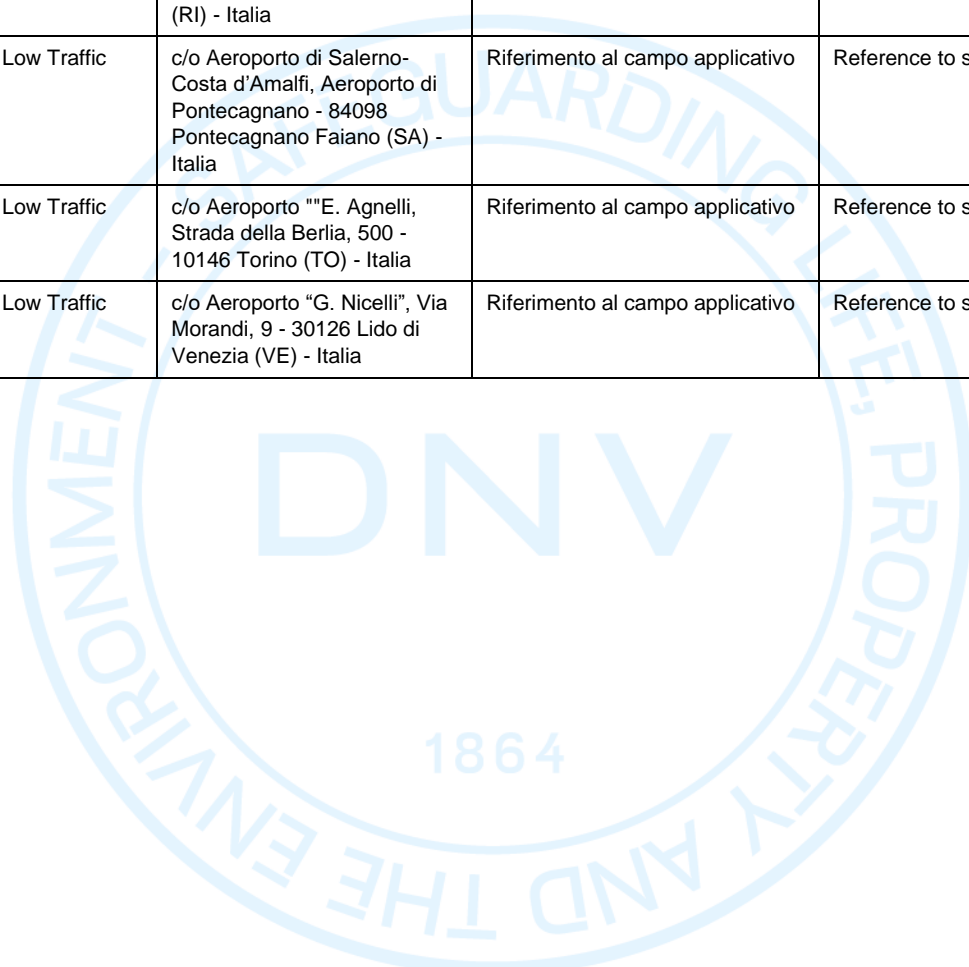 (RI) - Italia
Low Traffic
c/o Aeroporto di Salerno-
Costa d’Amalfi, Aeroporto di
Pontecagnano - 84098
Pontecagnano Faiano (SA) -
Italia
Riferimento al campo applicativo
Reference to s
Low Traffic
c/o Aeroporto ""E. Agnelli,
Strada della Berlia, 500 -
10146 Torino (TO) - Italia
Riferimento al campo applicativo
Reference to s
Low Traffic
c/o Aeroporto “G. Nicelli”, Via
Morandi, 9 - 30126 Lido di
Venezia (VE) - Italia
Riferimento al campo applicativo
Reference to s
SAFEGUARDING LIFE, PROPERTY AND THE ENVIRONMENT
DNV
1864